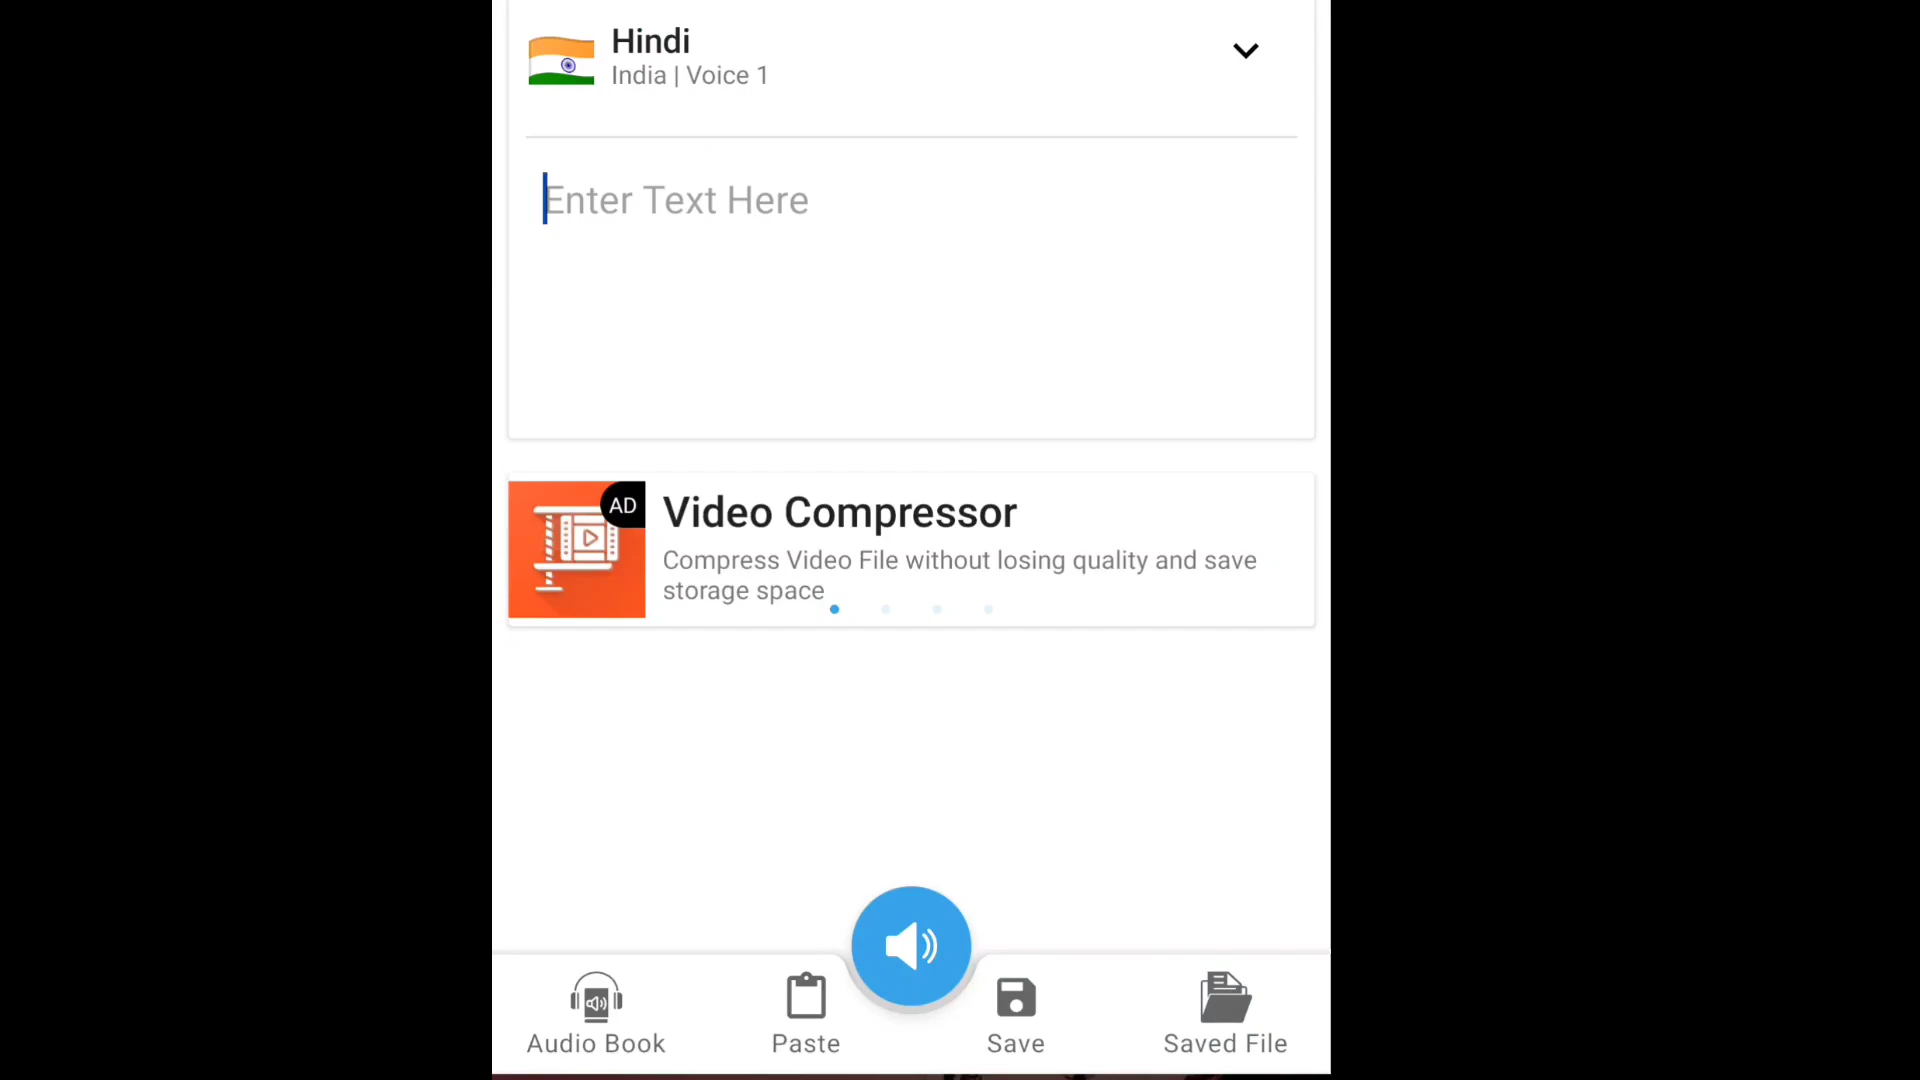 Hindi
India | Voice 1
Enter Text Here
AD
Video Compressor
Compress Video File without losing quality and save
storage space
Audio Book
Paste
Save
Saved File